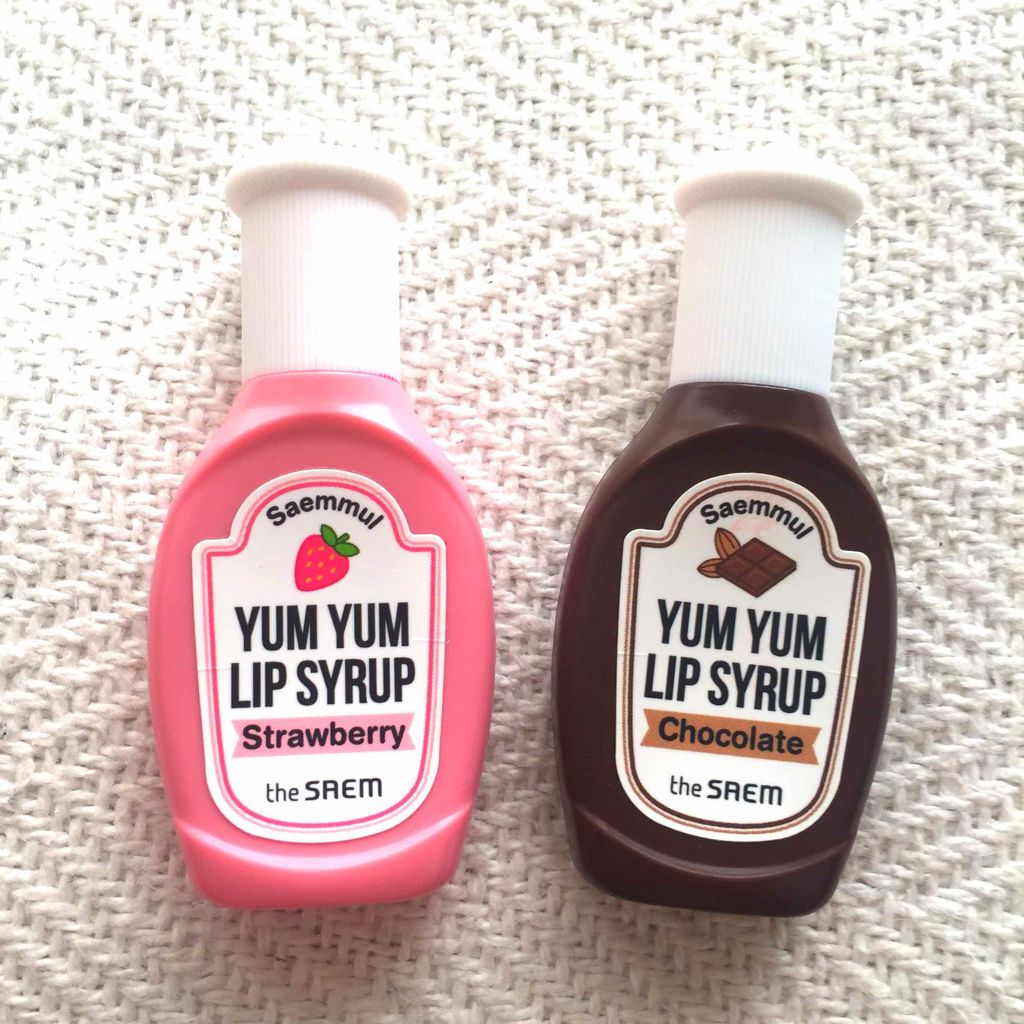 Saemmul
YUM YUM
LIP SYRUP
Strawberry
the SAEM
Saemmul
YUM YUM
LIP SYRUP
Chocolate
the SAEM